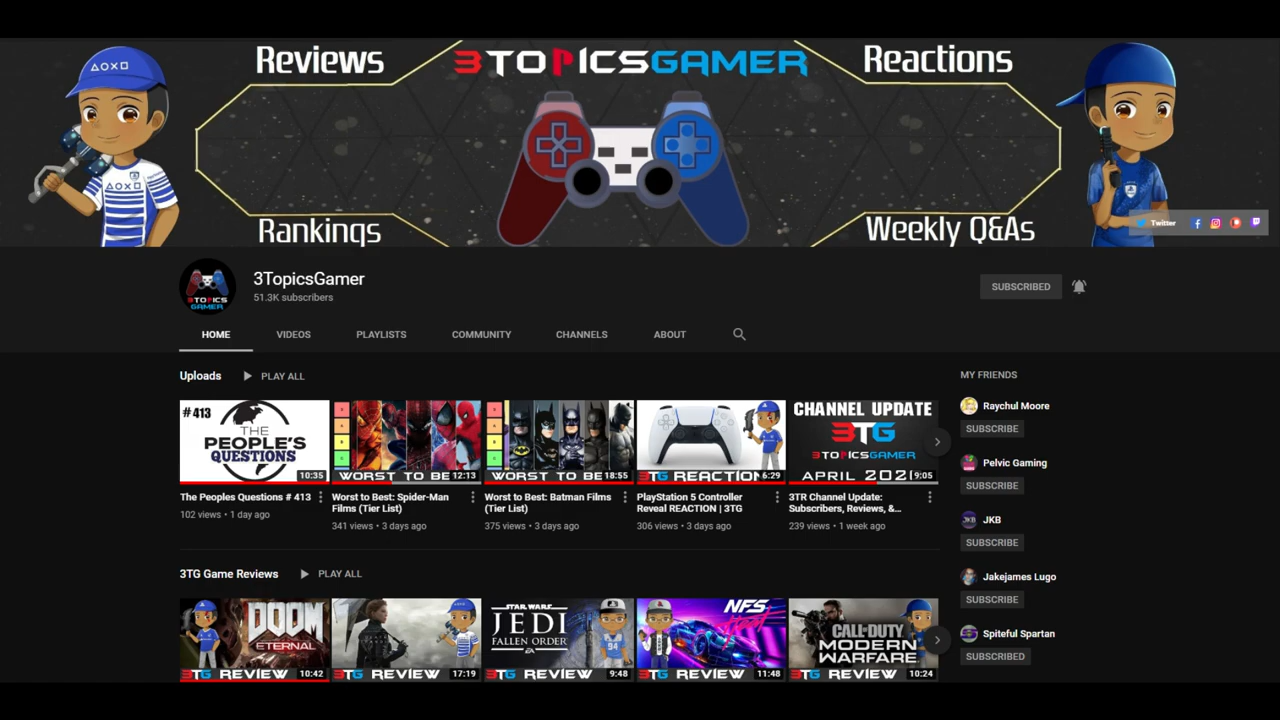 Reviews
3TOPICSGAMER
Reactions
Rankings
Weekly Q&As
Twitter
3TOPICS
GAMER
3TopicsGamer
51.3K subscribers
SUBSCRIBED
HOME VIDEOS PLAYLISTS COMMUNITY CHANNELS ABOUT
Uploads PLAY ALL
#413
THE
PEOPLE'S
QUESTIONS
10:35
WORST TO BE
12:13
WORST TO BE
18:55
3TG REACTION
6:29
CHANNEL UPDATE
3TG
3TOPICSGAMER
APRIL 202
9:05
The Peoples Questions # 413
102 views • 1 day ago
Worst to Best: Spider-Man
Films (Tier List)
341 views • 3 days ago
Worst to Best: Batman Films
(Tier List)
375 views • 3 days ago
PlayStation 5 Controller
Reveal REACTION | 3TG
306 views • 3 days ago
3TR Channel Update:
Subscribers, Reviews, &...
239 views • 1 week ago
3TG Game Reviews PLAY ALL
DOOM
ETERNAL
3TG REVIEW
10:42
3TG REVIEW
17:19
STAR WARS
JEDI
FALLEN ORDER
EA
94
3TG REVIEW
9:48
NFS
Heat
3TG REVIEW
11:48
CALL OF DUTY
MODERN
WARFARE
3TG REVIEW
10:24
MY FRIENDS
Raychul Moore
SUBSCRIBE
Pelvic Gaming
SUBSCRIBE
JKB
JKB
SUBSCRIBE
Jakejames Lugo
SUBSCRIBE
Spiteful Spartan
SUBSCRIBED